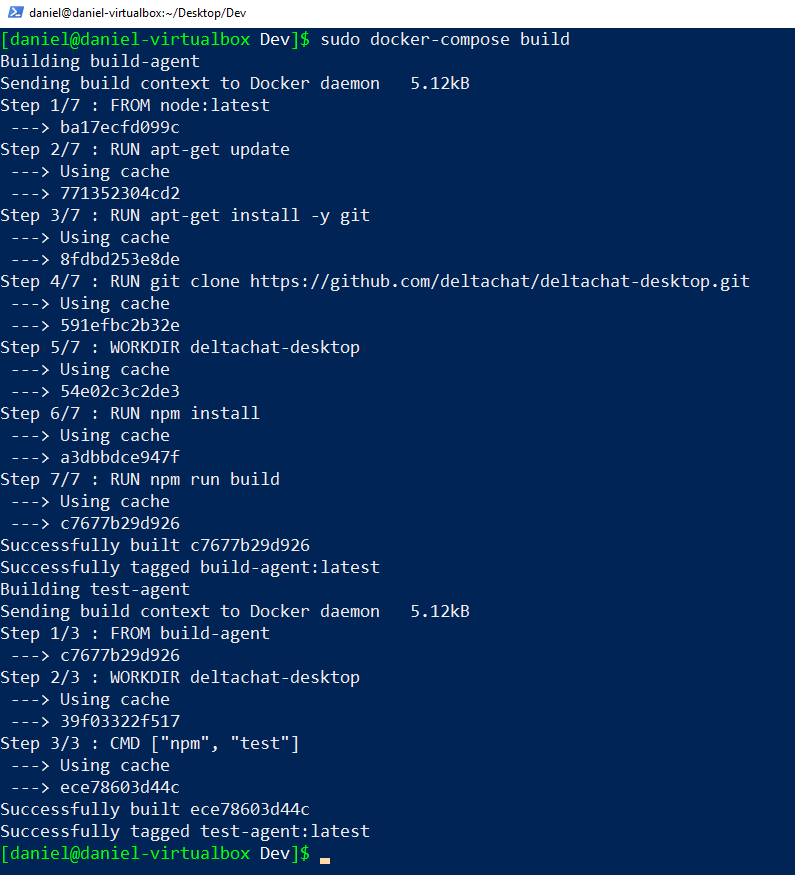 daniel@daniel-virtualbox:~/Desktop/Dev
[daniel@daniel-virtualbox Dev]$ sudo docker-compose build
Building build-agent
Sending build context to Docker daemon   5.12kB
Step 1/7 : FROM node:latest
 ---> ba17ecfd099c
Step 2/7 : RUN apt-get update
 ---> Using cache
 ---> 771352304cd2
Step 3/7 : RUN apt-get install -y git
 ---> Using cache
 ---> 8fdbd253e8de
Step 4/7 : RUN git clone https://github.com/deltachat/deltachat-desktop.git
 ---> Using cache
 ---> 591efbc2b32e
Step 5/7 : WORKDIR deltachat-desktop
 ---> Using cache
 ---> 54e02c3c2de3
Step 6/7 : RUN npm install
 ---> Using cache
 ---> a3dbbdce947f
Step 7/7 : RUN npm run build
 ---> Using cache
 ---> c7677b29d926
Successfully built c7677b29d926
Successfully tagged build-agent:latest
Building test-agent
Sending build context to Docker daemon   5.12kB
Step 1/3 : FROM build-agent
 ---> c7677b29d926
Step 2/3 : WORKDIR deltachat-desktop
 ---> Using cache
 ---> 39f03322f517
Step 3/3 : CMD ["npm", "test"]
 ---> Using cache
 ---> ece78603d44c
Successfully built ece78603d44c
Successfully tagged test-agent:latest
[daniel@daniel-virtualbox Dev]$